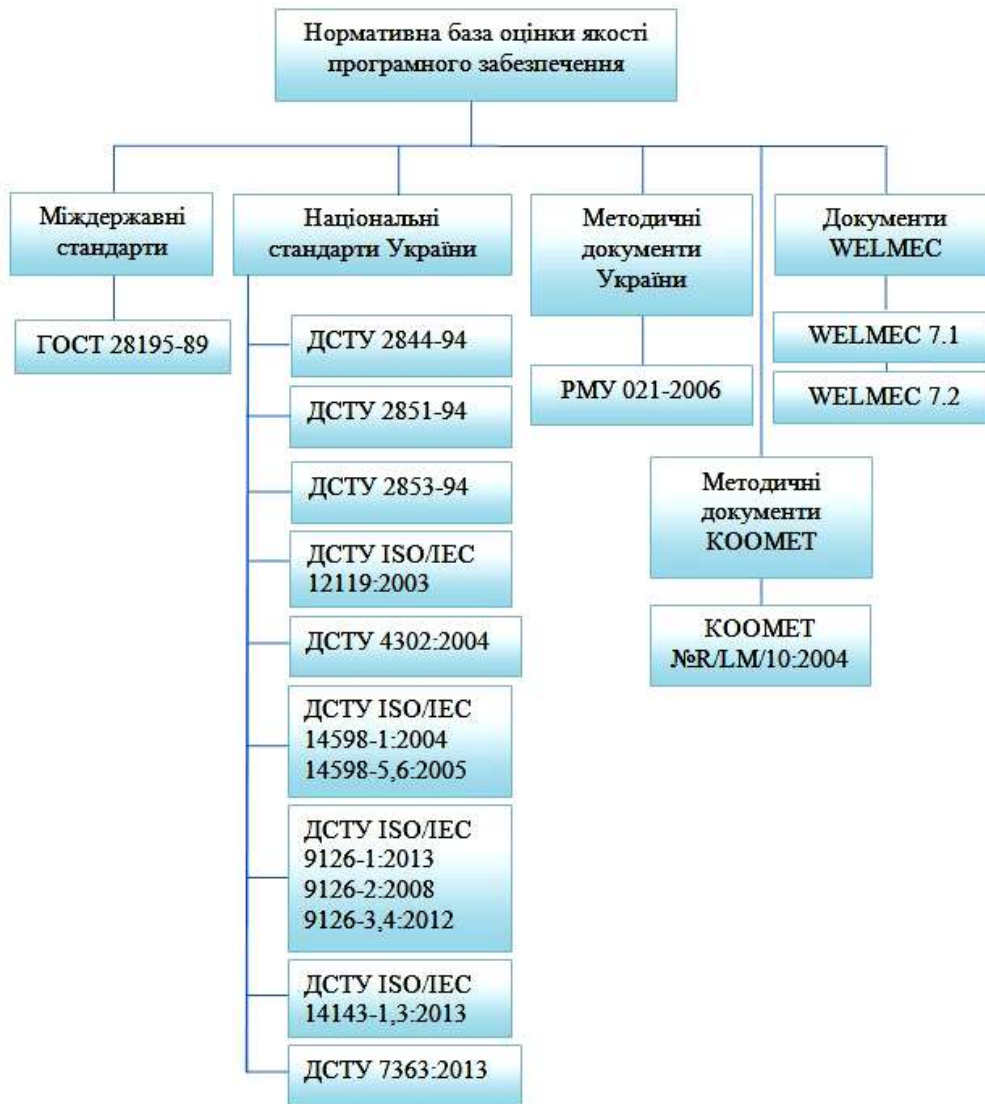 Нормативна база оцінки якості
програмного забезпечення
Міждержавні
стандарти
ГОСТ 28195-89
Національні
стандарти України
ДСТУ 2844-94
ДСТУ 2851-94
ДСТУ 2853-94
ДСТУ ISO/IEC
12119:2003
ДСТУ 4302:2004
ДСТУ ISO/IEC
14598-1:2004
14598-5,6:2005
ДСТУ ISO/IEC
9126-1:2013
9126-2:2008
9126-3,4:2012
ДСТУ ISO/IEC
14143-1,3:2013
ДСТУ 7363:2013
Методичні
документи
України
РМУ 021-2006
Методичні
документи
КООМЕТ
КООМЕТ
№R/LM/10:2004
Документи
WELMEC
WELMEC 7.1
WELMEC 7.2